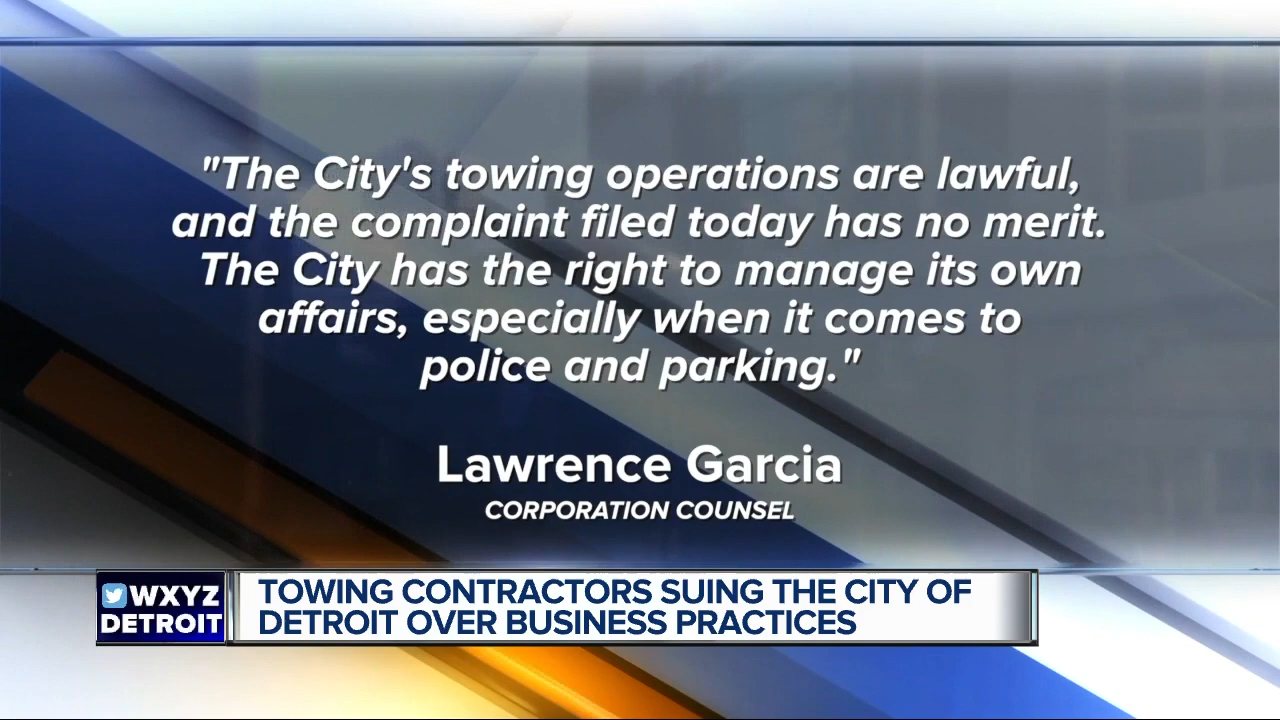 "The City's towing operations are lawful,
and the complaint filed today has no merit.
The City has the right to manage its own
affairs, especially when it comes to
police and parking."
Lawrence Garcia
CORPORATION COUNSEL
WXYZ
DETROIT
TOWING CONTRACTORS SUING THE CITY OF
DETROIT OVER BUSINESS PRACTICES